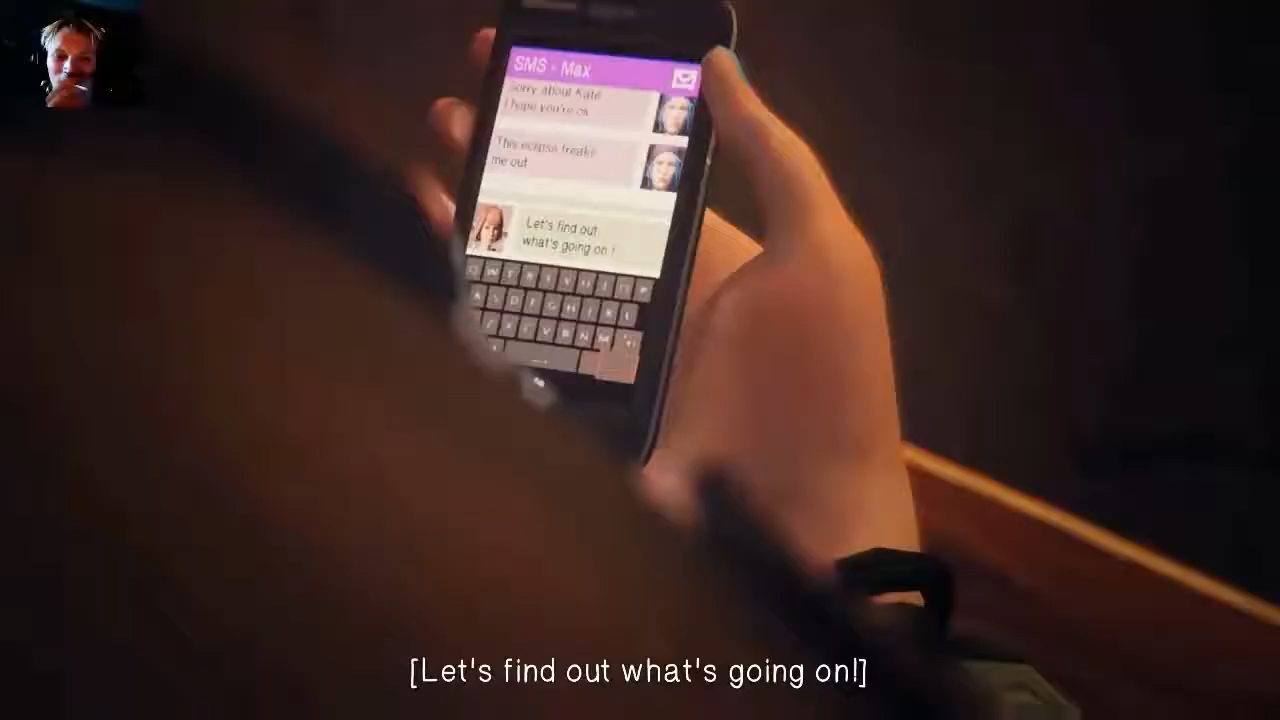 SMS - Max
Sorry about Kate
I hope you're ok
This eclipse freaks
me out
Let's find out
what's going on !
[Let's find out what's going on!]